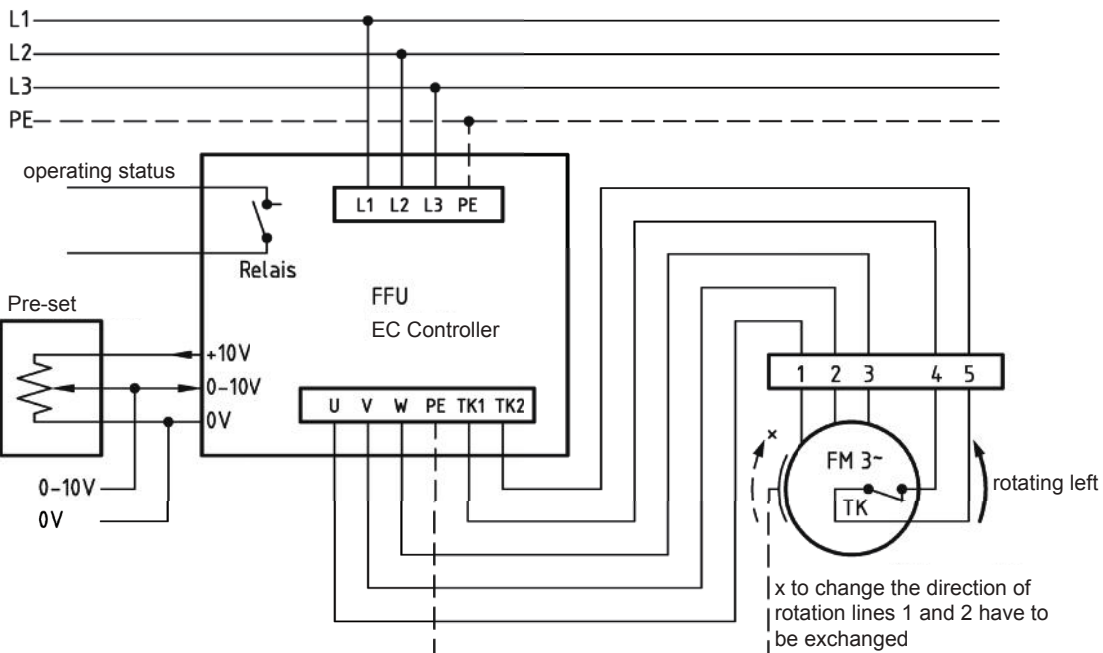 L1
L2
L3
PE
operating status
L1 L2 L3 PE
Relais
FFU
EC Controller
Pre-set
+10V
0-10V
0V
U V W PE TK1 TK2
0-10V
0V
1 2 3 4 5
x
FM 3~
TK
rotating left
x to change the direction of
rotation lines 1 and 2 have to
be exchanged